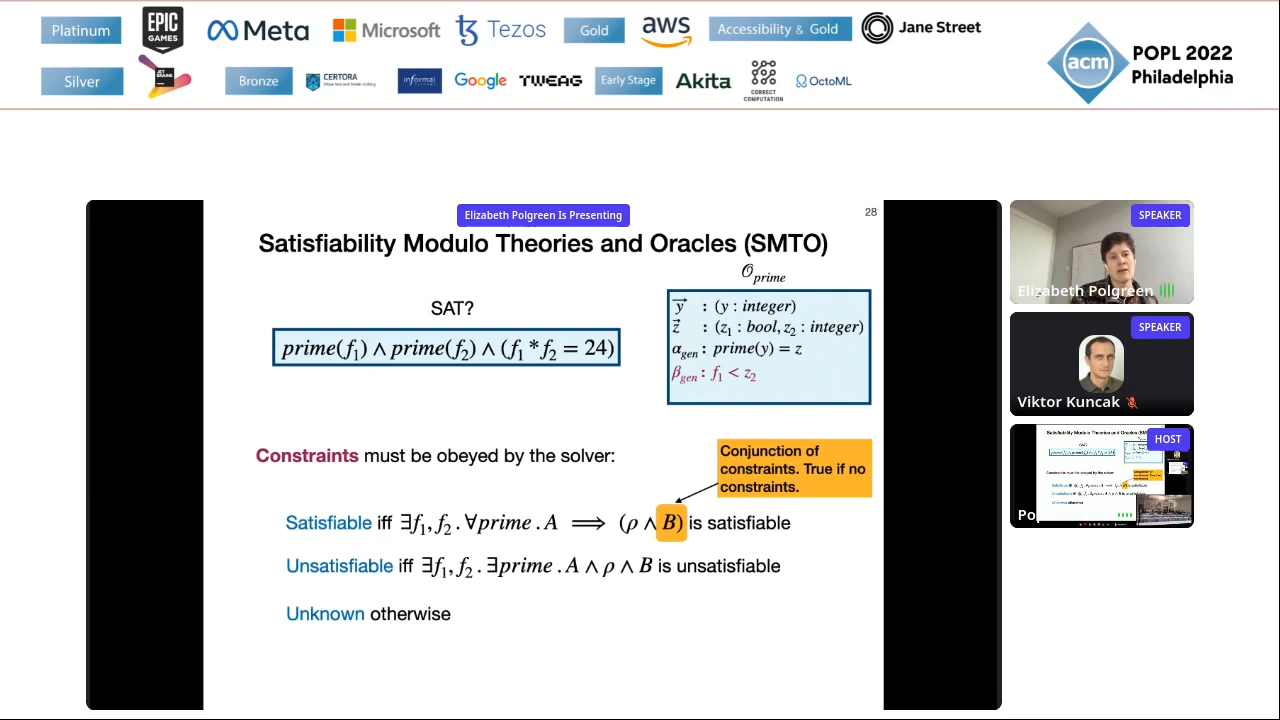 Platinum
EPIC
GAMES
Meta
Microsoft
Tezos
Gold
aws
Accessibility & Gold
Jane Street
Silver
JET
BRAINS
Bronze
CERTORA
informal
Google
TWEAG
Early Stage
Akita
CORRECT
COMPUTATION
OctoML
acm
POPL 2022
Philadelphia
Elizabeth Polgreen Is Presenting
28
Satisfiability Modulo Theories and Oracles (SMTO)
𝒪prime
SAT?
prime(f₁) ∧ prime(f₂) ∧ (f₁ * f₂ = 24)
y⃗ : (y : integer)
z⃗ : (z₁ : bool, z₂ : integer)
αgen : prime(y) = z
βgen : f₁ < z₂
Constraints must be obeyed by the solver:
Conjunction of
constraints. True if no
constraints.
Satisfiable iff ∃f₁, f₂ . ∀prime . A ⟹ (ρ ∧ B) is satisfiable
Unsatisfiable iff ∃f₁, f₂ . ∃prime . A ∧ ρ ∧ B is unsatisfiable
Unknown otherwise
SPEAKER
Elizabeth Polgreen
SPEAKER
Viktor Kuncak
HOST
Po